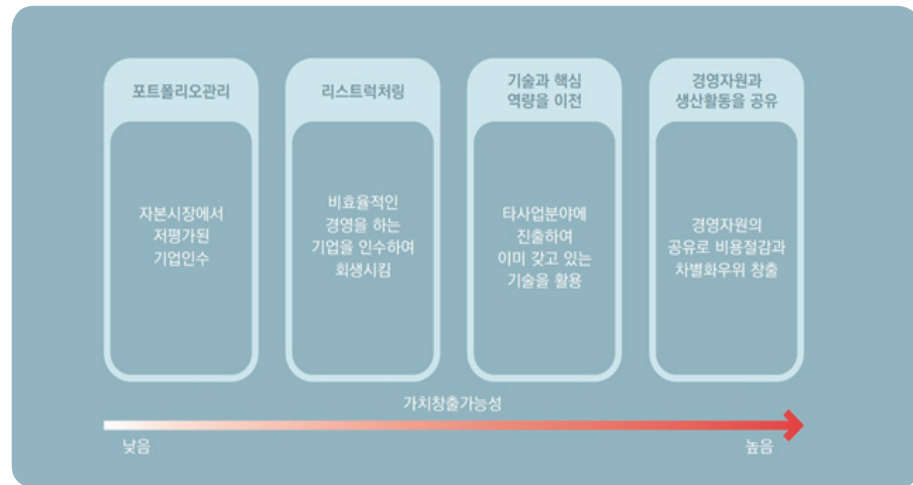 포트폴리오관리
자본시장에서
저평가된
기업인수
리스트럭처링
비효율적인
경영을 하는
기업을 인수하여
회생시킴
기술과 핵심
역량을 이전
타사업분야에
진출하여
이미 갖고 있는
기술을 활용
경영자원과
생산활동을 공유
경영자원의
공유로 비용절감과
차별화우위 창출
가치창출가능성
낮음
높음